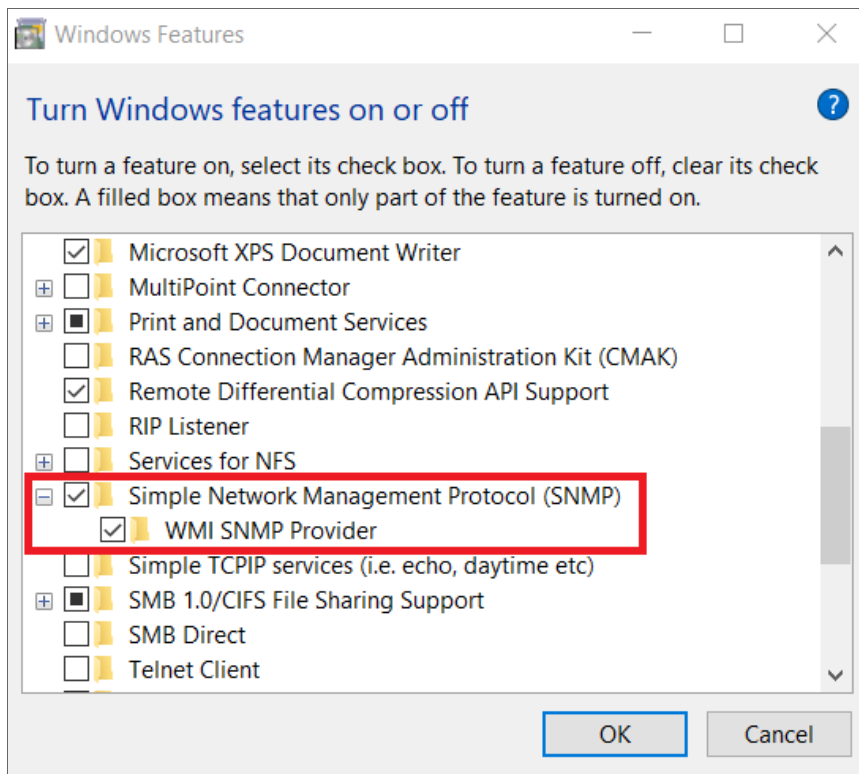 Windows Features
Turn Windows features on or off
?
To turn a feature on, select its check box. To turn a feature off, clear its check
box. A filled box means that only part of the feature is turned on.
Microsoft XPS Document Writer
MultiPoint Connector
Print and Document Services
RAS Connection Manager Administration Kit (CMAK)
Remote Differential Compression API Support
RIP Listener
Services for NFS
Simple Network Management Protocol (SNMP)
WMI SNMP Provider
Simple TCPIP services (i.e. echo, daytime etc)
SMB 1.0/CIFS File Sharing Support
SMB Direct
Telnet Client
OK Cancel